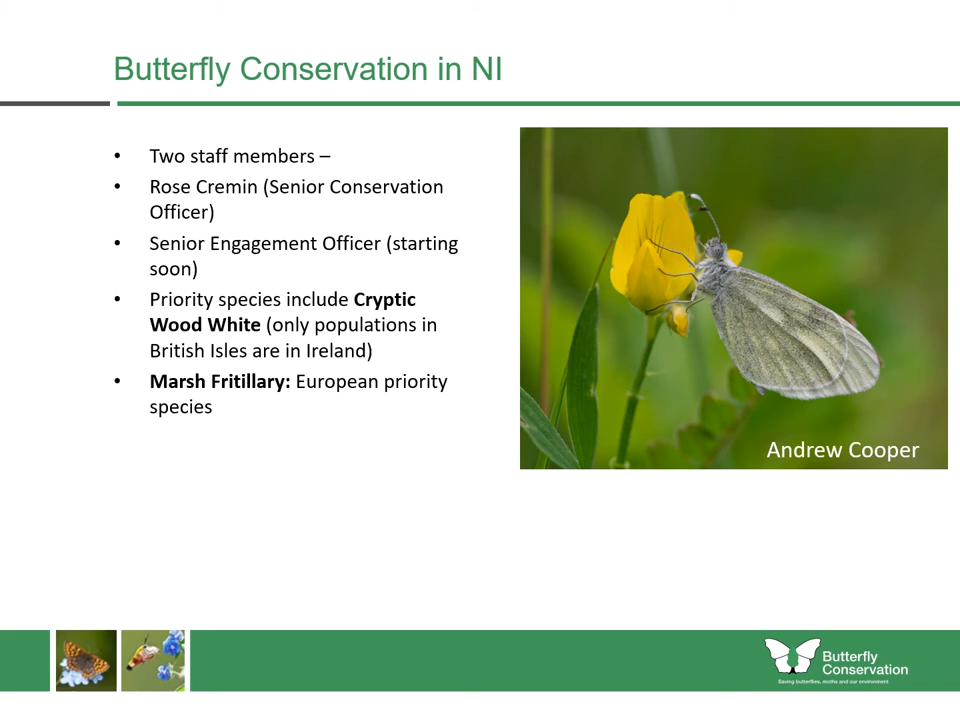 Butterfly Conservation in NI
• Two staff members –
• Rose Cremin (Senior Conservation
Officer)
• Senior Engagement Officer (starting
soon)
• Priority species include Cryptic
Wood White (only populations in
British Isles are in Ireland)
• Marsh Fritillary: European priority
species
Andrew Cooper
Butterfly
Conservation
Saving butterflies, moths and our environment